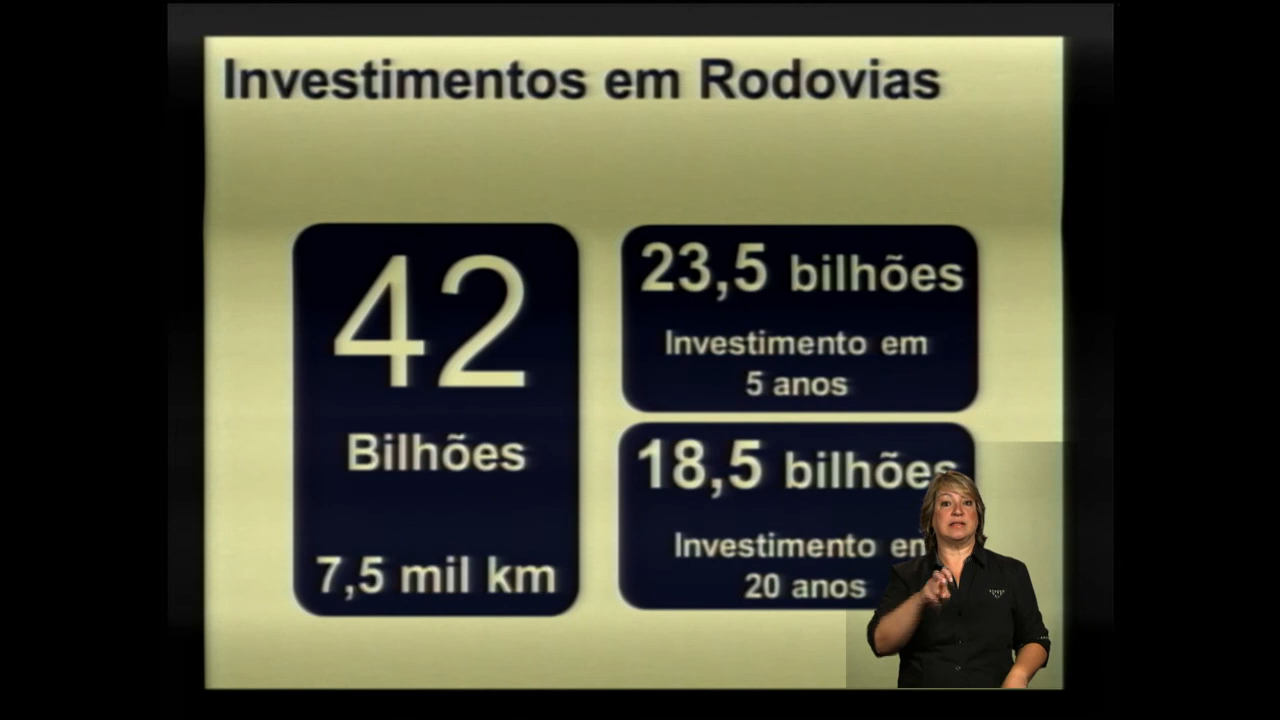 Investimentos em Rodovias
42
Bilhões
7,5 mil km
23,5 bilhões
Investimento em
5 anos
18,5 bilhões
Investimento em
20 anos